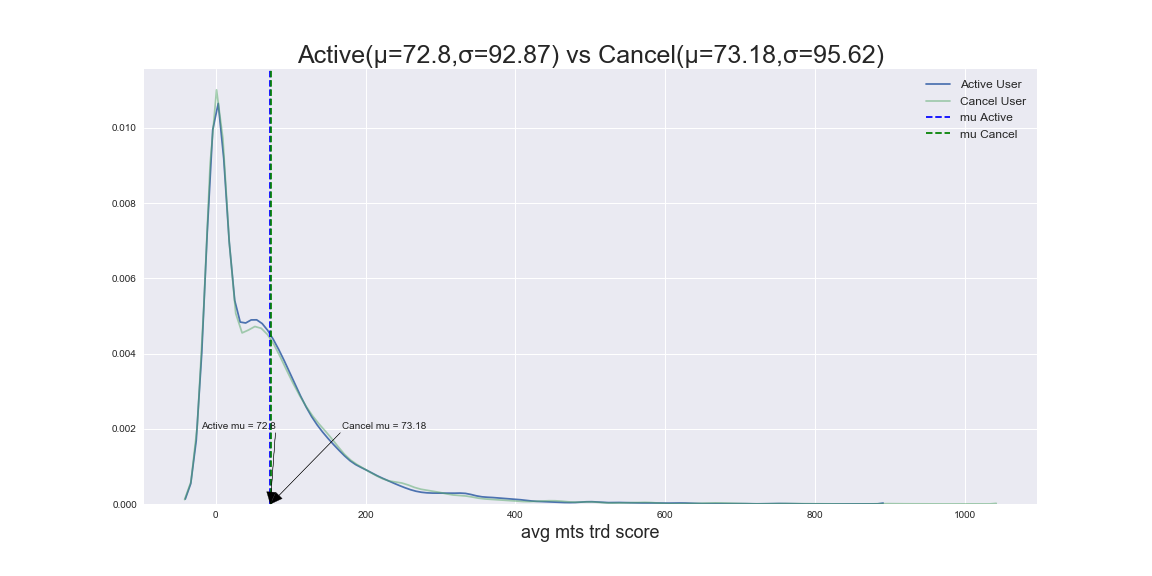 Active(μ=72.8,σ=92.87) vs Cancel(μ=73.18,σ=95.62)
Active User
Cancel User
mu Active
mu Cancel
0.010
0.008
0.006
0.004
0.002
0.000
Active mu = 72.8
Cancel mu = 73.18
0
200
400
600
800
1000
avg mts trd score